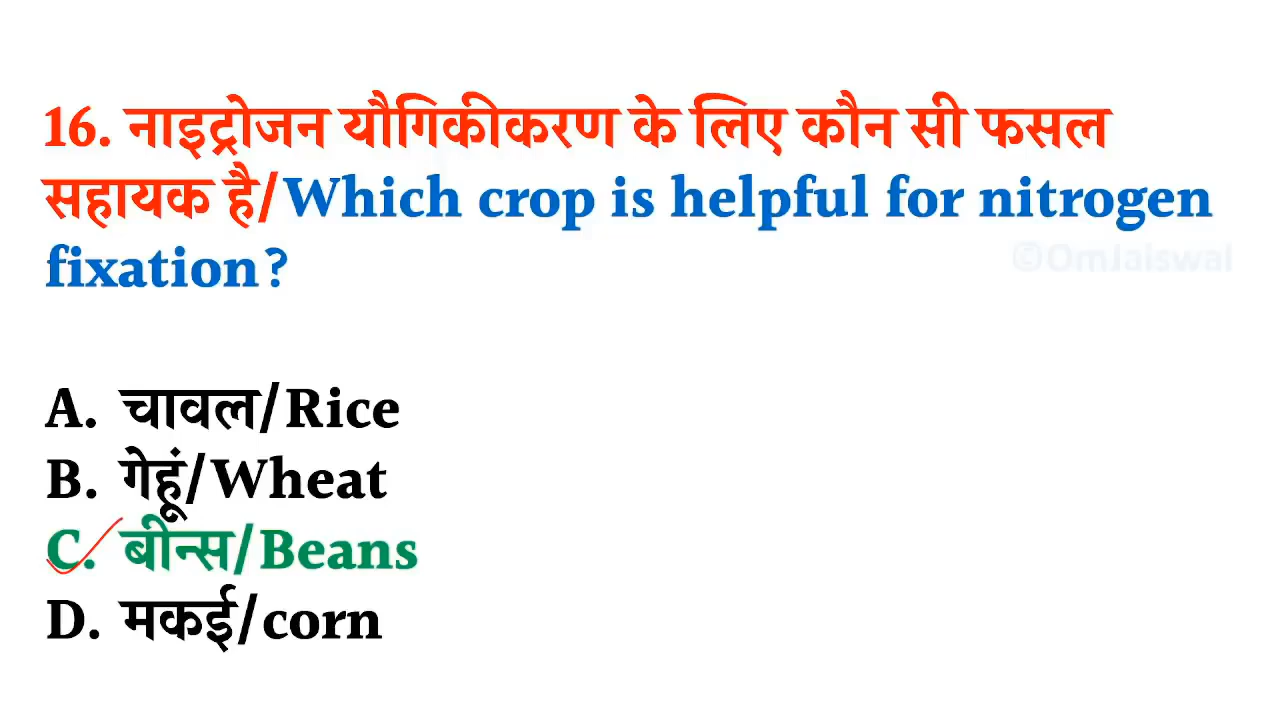 16. नाइट्रोजन यौगिकीकरण के लिए कौन सी फसल
सहायक है/Which crop is helpful for nitrogen
fixation?
©OmJaiswal
A. चावल/Rice
B. गेहूं/Wheat
C. बीन्स/Beans
D. मकई/corn